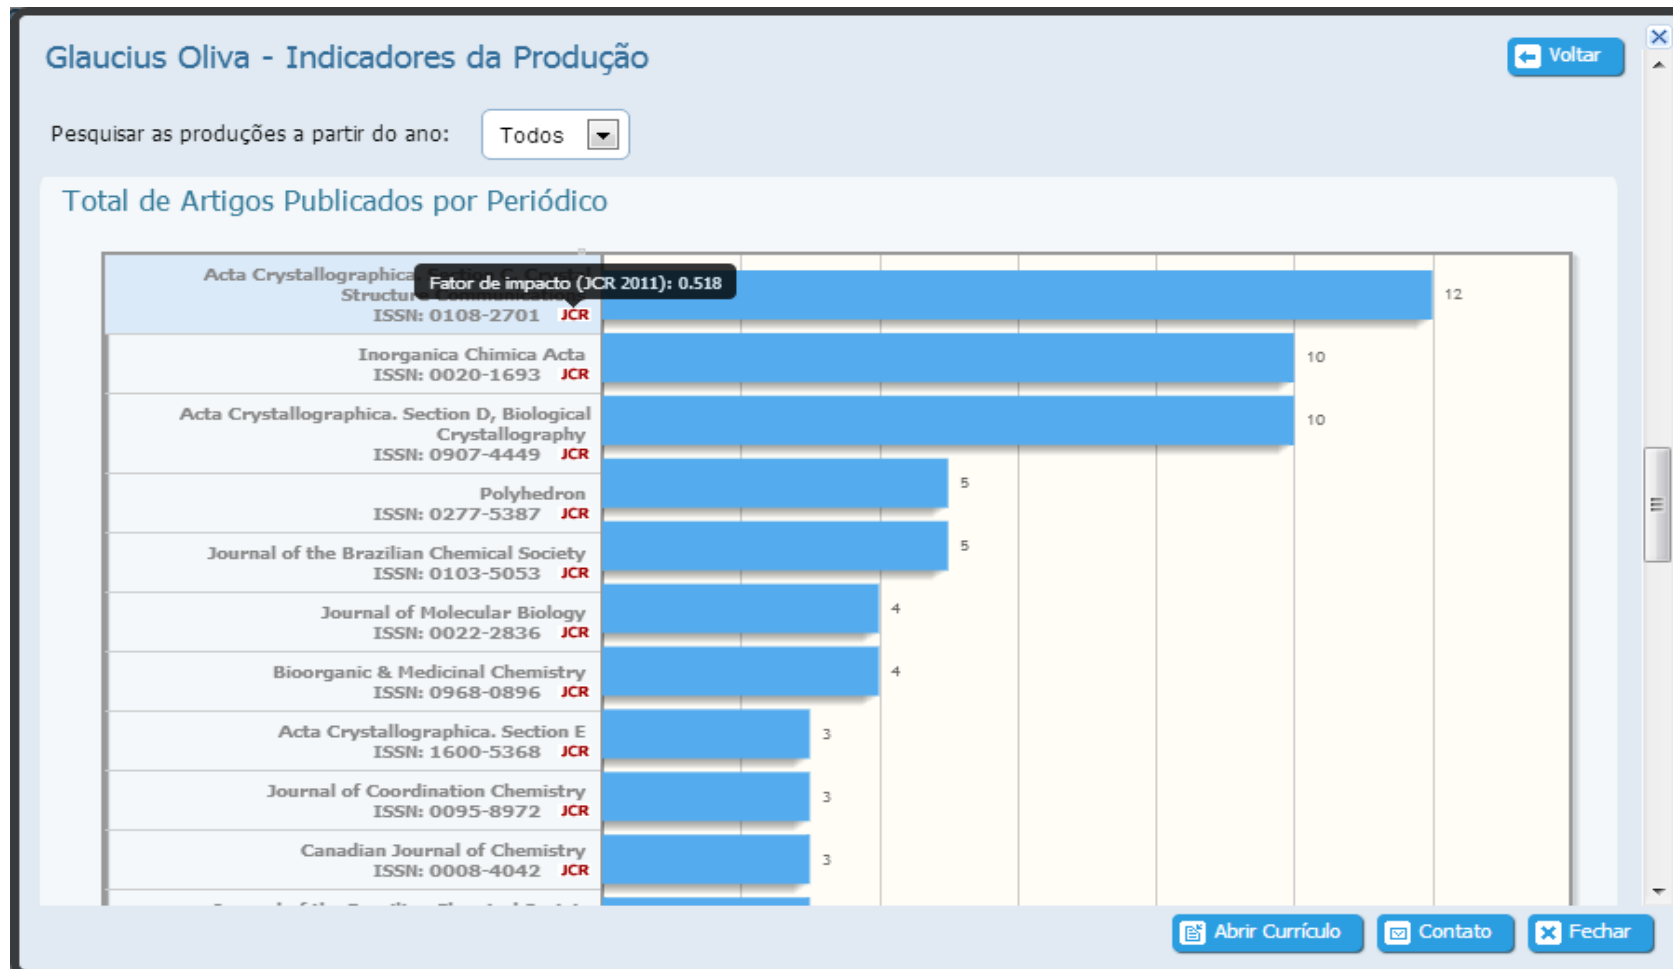 Glaucius Oliva - Indicadores da Produção
Voltar
Pesquisar as produções a partir do ano:
Todos
Total de Artigos Publicados por Periódico
Acta Crystallographica.
Fator de impacto (JCR 2011): 0.518
Structure
ISSN: 0108-2701 JCR
12
Inorganica Chimica Acta
ISSN: 0020-1693 JCR
10
Acta Crystallographica. Section D, Biological
Crystallography
ISSN: 0907-4449 JCR
10
Polyhedron
ISSN: 0277-5387 JCR
5
Journal of the Brazilian Chemical Society
ISSN: 0103-5053 JCR
5
Journal of Molecular Biology
ISSN: 0022-2836 JCR
4
Bioorganic & Medicinal Chemistry
ISSN: 0968-0896 JCR
4
Acta Crystallographica. Section E
ISSN: 1600-5368 JCR
3
Journal of Coordination Chemistry
ISSN: 0095-8972 JCR
3
Canadian Journal of Chemistry
ISSN: 0008-4042 JCR
3
Abrir Currículo
Contato
Fechar